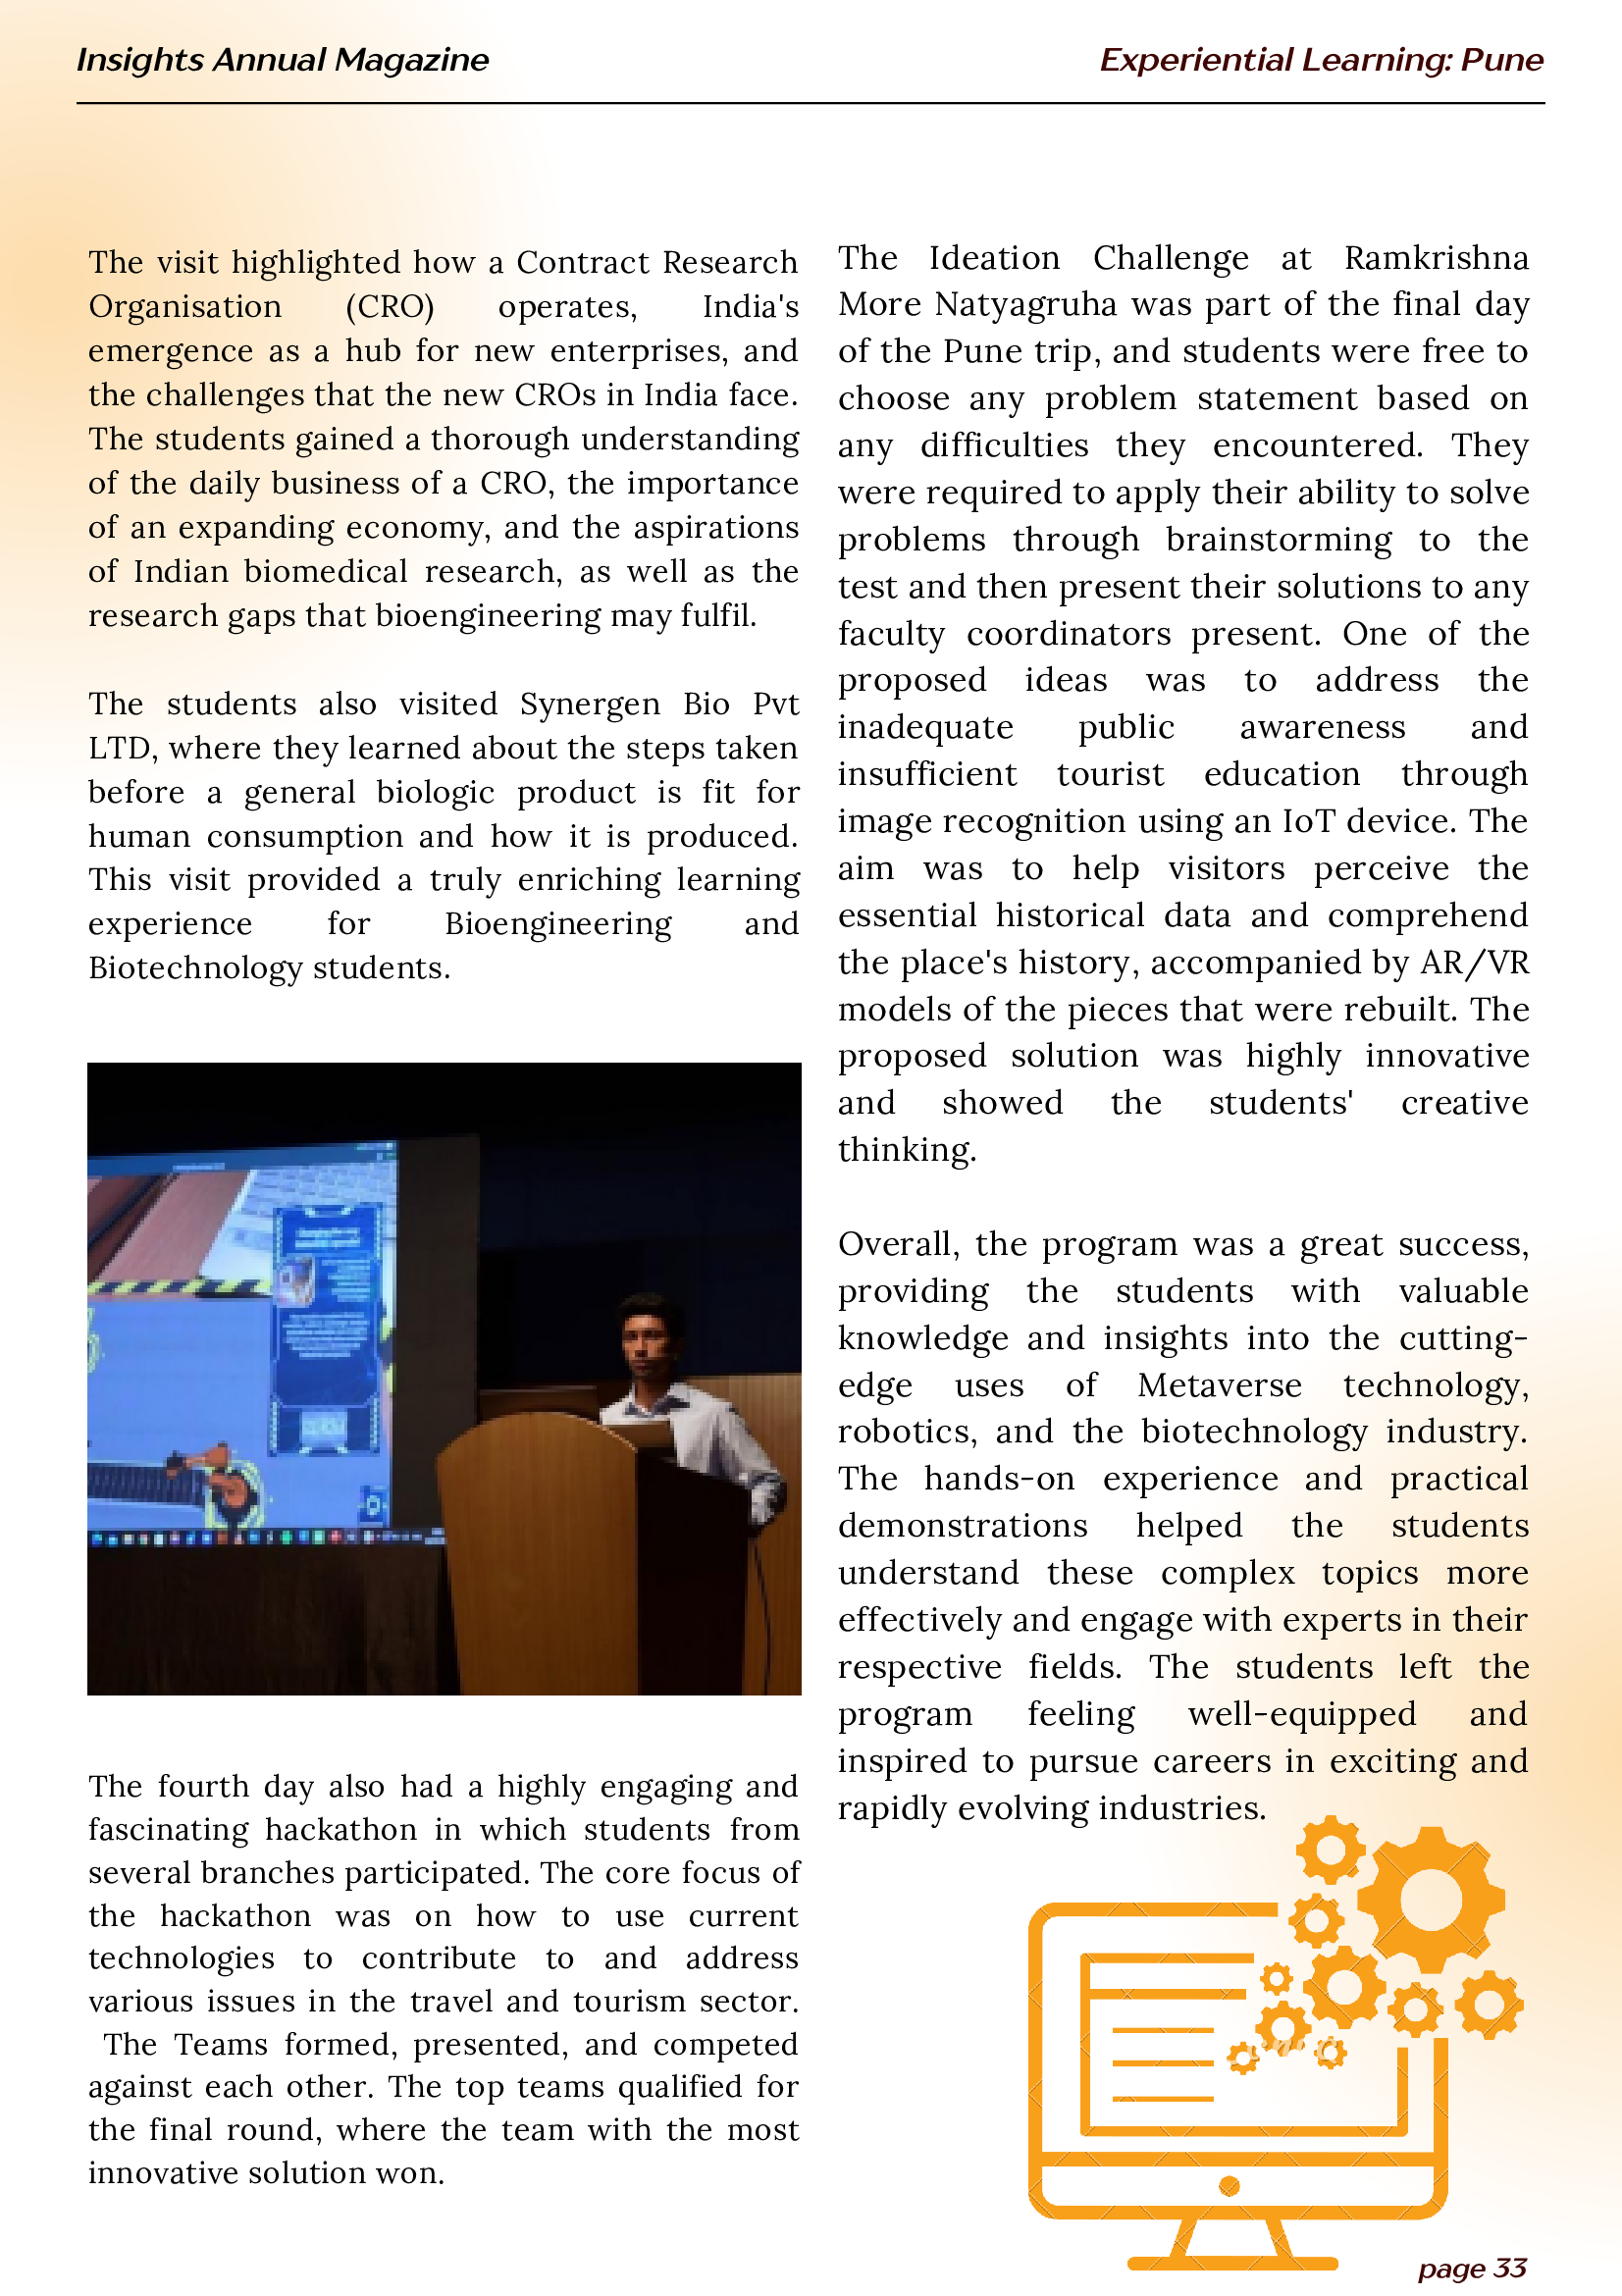 Insights Annual Magazine
Experiential Learning: Pune
The visit highlighted how a Contract Research
Organisation (CRO) operates, India's
emergence as a hub for new enterprises, and
the challenges that the new CROs in India face.
The students gained a thorough understanding
of the daily business of a CRO, the importance
of an expanding economy, and the aspirations
of Indian biomedical research, as well as the
research gaps that bioengineering may fulfil.
The students also visited Synergen Bio Pvt
LTD, where they learned about the steps taken
before a general biologic product is fit for
human consumption and how it is produced.
This visit provided a truly enriching learning
experience for Bioengineering and
Biotechnology students.
The fourth day also had a highly engaging and
fascinating hackathon in which students from
several branches participated. The core focus of
the hackathon was on how to use current
technologies to contribute to and address
various issues in the travel and tourism sector.
The Teams formed, presented, and competed
against each other. The top teams qualified for
the final round, where the team with the most
innovative solution won.
The Ideation Challenge at Ramkrishna
More Natyagruha was part of the final day
of the Pune trip, and students were free to
choose any problem statement based on
any difficulties they encountered. They
were required to apply their ability to solve
problems through brainstorming to the
test and then present their solutions to any
faculty coordinators present. One of the
proposed ideas was to address the
inadequate public awareness and
insufficient tourist education through
image recognition using an IoT device. The
aim was to help visitors perceive the
essential historical data and comprehend
the place's history, accompanied by AR/VR
models of the pieces that were rebuilt. The
proposed solution was highly innovative
and showed the students' creative
thinking.
Overall, the program was a great success,
providing the students with valuable
knowledge and insights into the cutting-
edge uses of Metaverse technology,
robotics, and the biotechnology industry.
The hands-on experience and practical
demonstrations helped the students
understand these complex topics more
effectively and engage with experts in their
respective fields. The students left the
program feeling well-equipped and
inspired to pursue careers in exciting and
rapidly evolving industries.
page 33